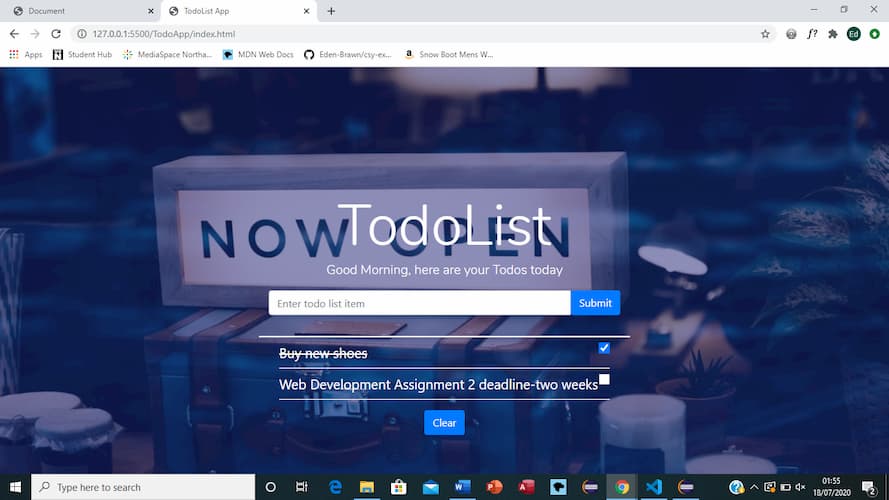 Document
TodoList App
127.0.0.1:5500/TodoApp/index.html
f?
Ed
Apps
Student Hub
MediaSpace Northa...
MDN Web Docs
Eden-Brawn/csy-ex...
Snow Boot Mens W...
NOW OPEN
TodoList
Good Morning, here are your Todos today
Enter todo list item
Submit
Buy new shoes
Web Development Assignment 2 deadline-two weeks
Clear
Type here to search
01:55
18/07/2020
2